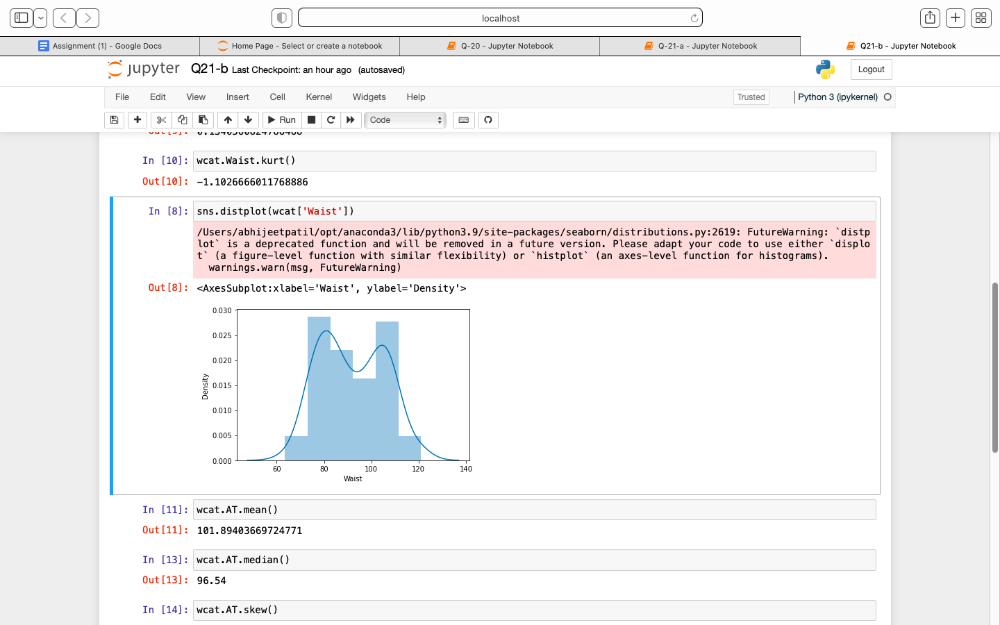 localhost
Assignment (1) - Google Docs
Home Page - Select or create a notebook
Q-20 - Jupyter Notebook
Q-21-a - Jupyter Notebook
Q21-b - Jupyter Notebook
jupyter Q21-b Last Checkpoint: an hour ago (autosaved)
Logout
File Edit View Insert Cell Kernel Widgets Help
Trusted
Python 3 (ipykernel)
Run
Code
In [10]: wcat.Waist.kurt()
Out[10]: -1.1026666011768886
In [8]: sns.distplot(wcat['Waist'])
/Users/abhijeetpatil/opt/anaconda3/lib/python3.9/site-packages/seaborn/distributions.py:2619: FutureWarning: `distp
lot` is a deprecated function and will be removed in a future version. Please adapt your code to use either `displo
t` (a figure-level function with similar flexibility) or `histplot` (an axes-level function for histograms).
warnings.warn(msg, FutureWarning)
Out[8]: <AxesSubplot:xlabel='Waist', ylabel='Density'>
0.030
0.025
0.020
0.015
0.010
0.005
0.000
Density
60 80 100 120 140
Waist
In [11]: wcat.AT.mean()
Out[11]: 101.89403669724771
In [13]: wcat.AT.median()
Out[13]: 96.54
In [14]: wcat.AT.skew()